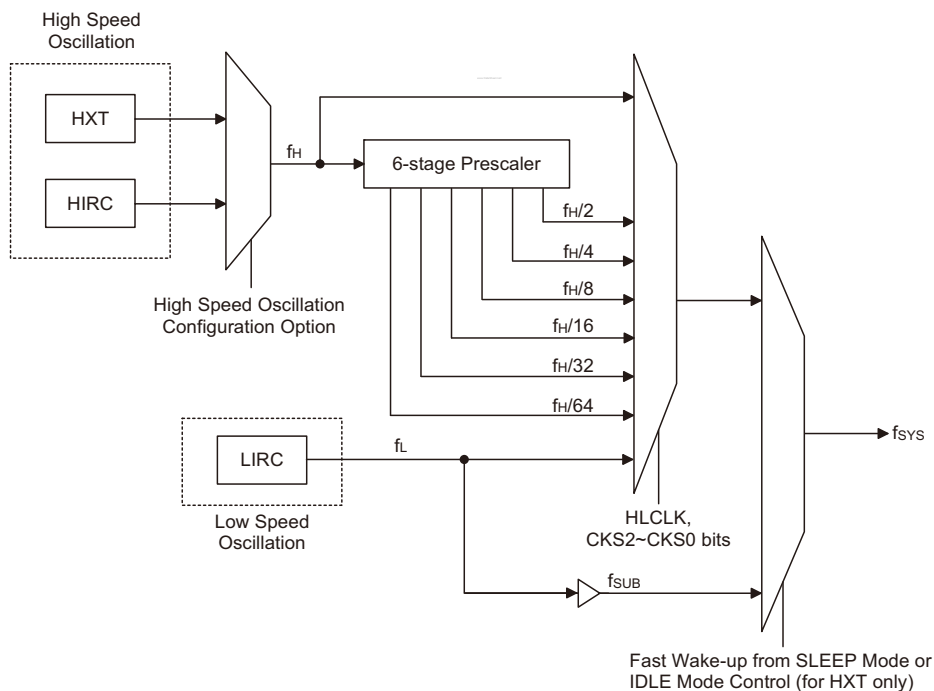 High Speed
Oscillation
HXT
HIRC
fH
6-stage Prescaler
fH/2
fH/4
fH/8
fH/16
fH/32
fH/64
High Speed Oscillation
Configuration Option
LIRC
fL
Low Speed
Oscillation
HLCLK,
CKS2~CKS0 bits
fSUB
fSYS
Fast Wake-up from SLEEP Mode or
IDLE Mode Control (for HXT only)